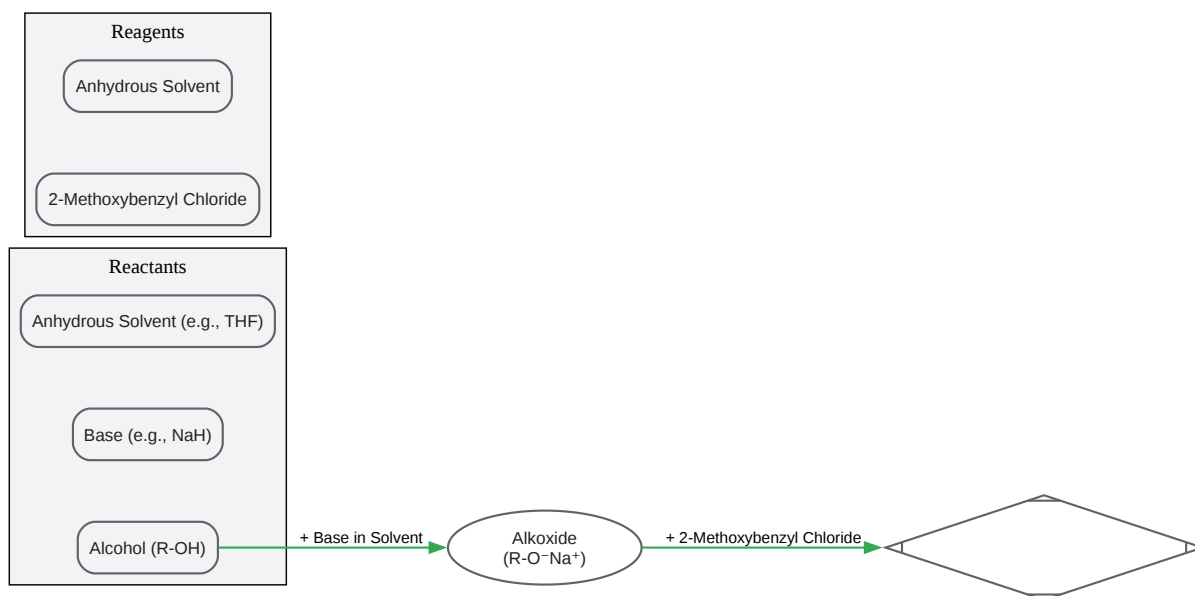 Reagents
Anhydrous Solvent
2-Methoxybenzyl Chloride
Reactants
Anhydrous Solvent (e.g., THF)
Base (e.g., NaH)
Alcohol (R-OH)
+ Base in Solvent
Alkoxide
(R-O⁻Na⁺)
+ 2-Methoxybenzyl Chloride